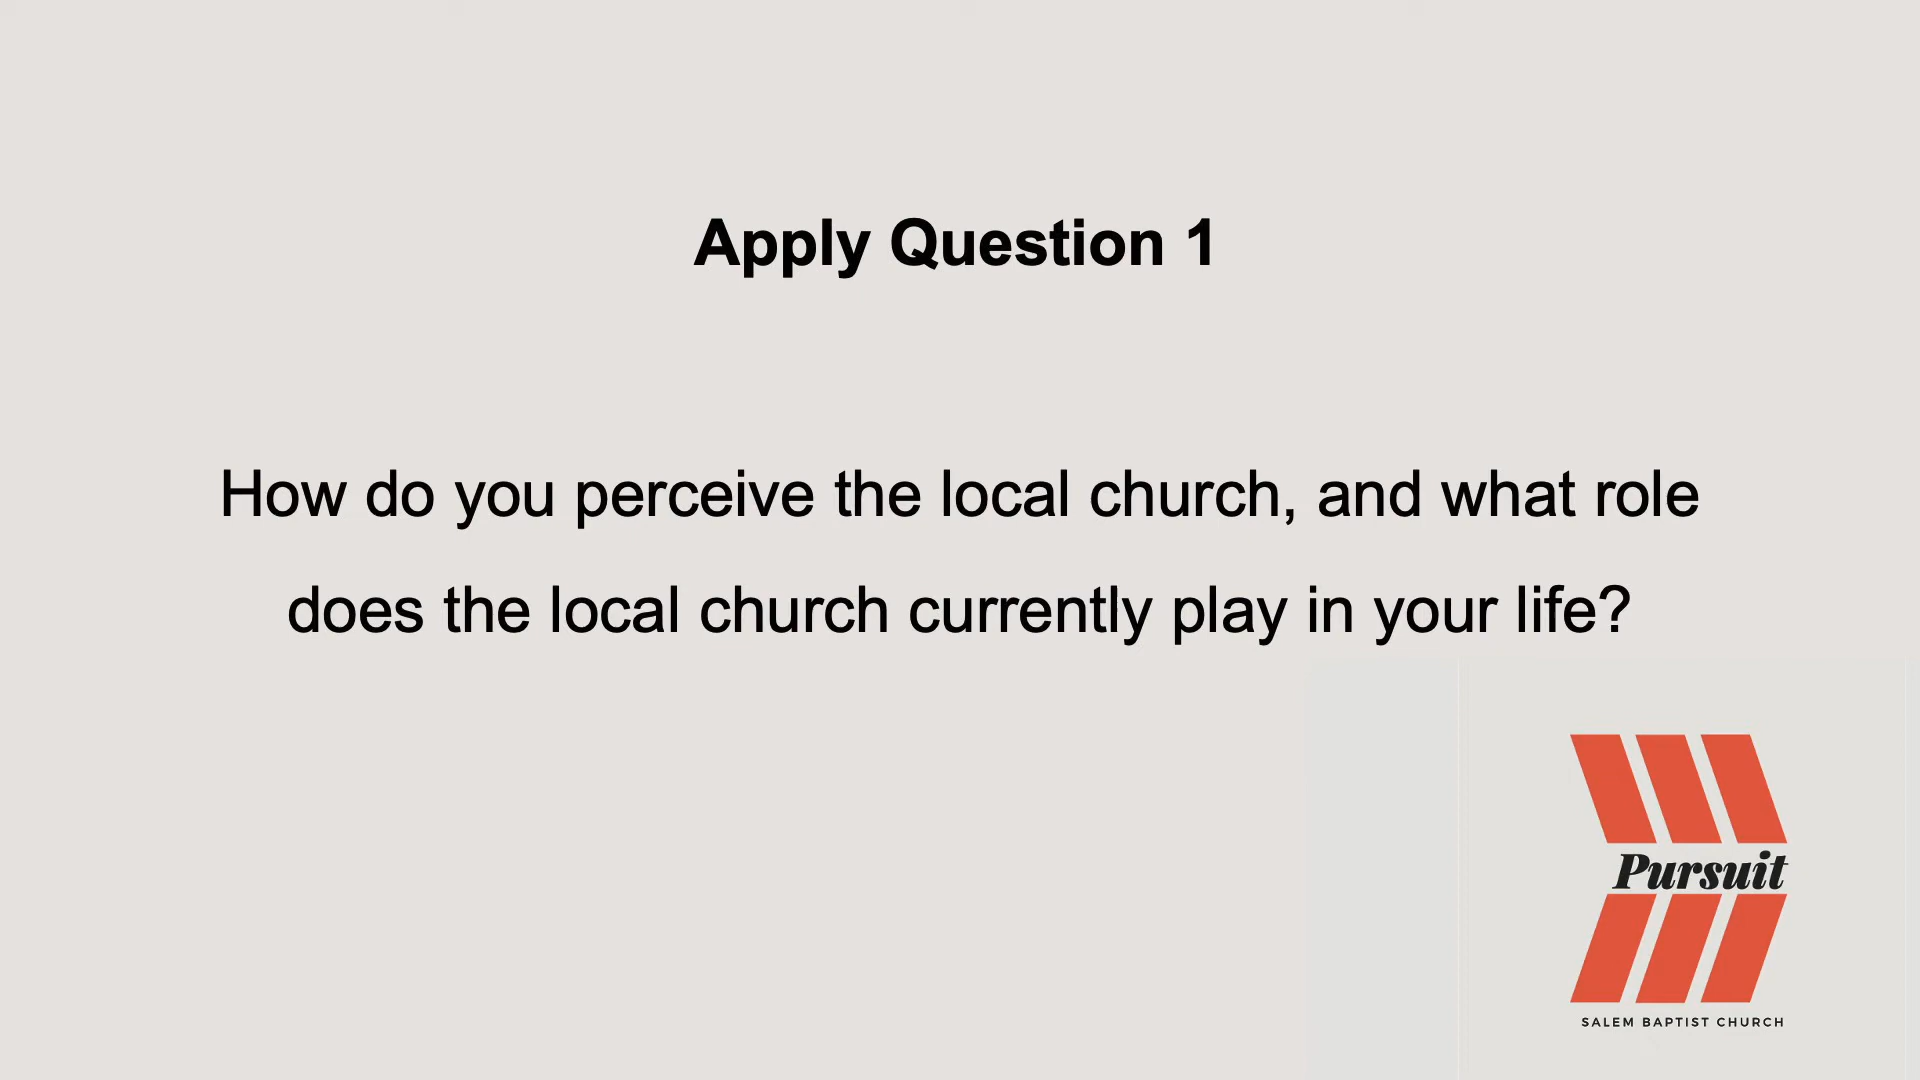 Apply Question 1
How do you perceive the local church, and what role
does the local church currently play in your life?
Pursuit
SALEM BAPTIST CHURCH